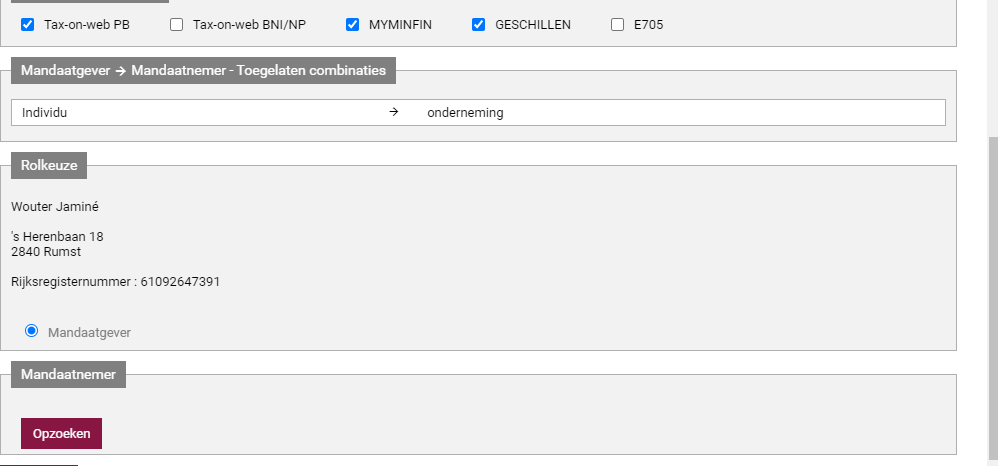 Tax-on-web PB Tax-on-web BNI/NP MYMINFIN GESCHILLEN E705
Mandaatgever → Mandaatnemer - Toegelaten combinaties
Individu → onderneming
Rolkeuze
Wouter Jaminé
's Herenbaan 18
2840 Rumst
Rijksregisternummer : 61092647391
Mandaatgever
Mandaatnemer
Opzoeken